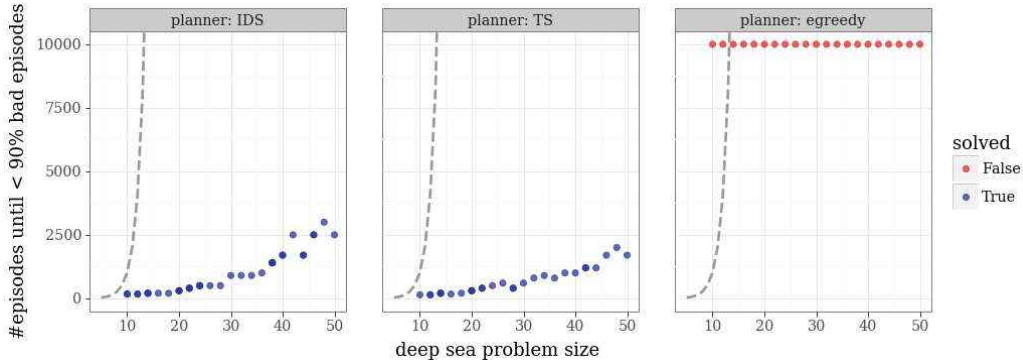 planner: IDS
planner: TS
planner: egreedy
#episodes until < 90% bad episodes
10000
7500
5000
2500
0
10 20 30 40 50
10 20 30 40 50
10 20 30 40 50
deep sea problem size
solved
False
True